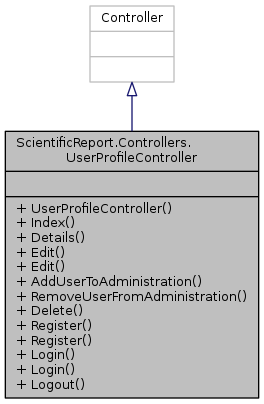 Controller
ScientificReport.Controllers.
UserProfileController
+ UserProfileController()
+ Index()
+ Details()
+ Edit()
+ Edit()
+ AddUserToAdministration()
+ RemoveUserFromAdministration()
+ Delete()
+ Register()
+ Register()
+ Login()
+ Login()
+ Logout()